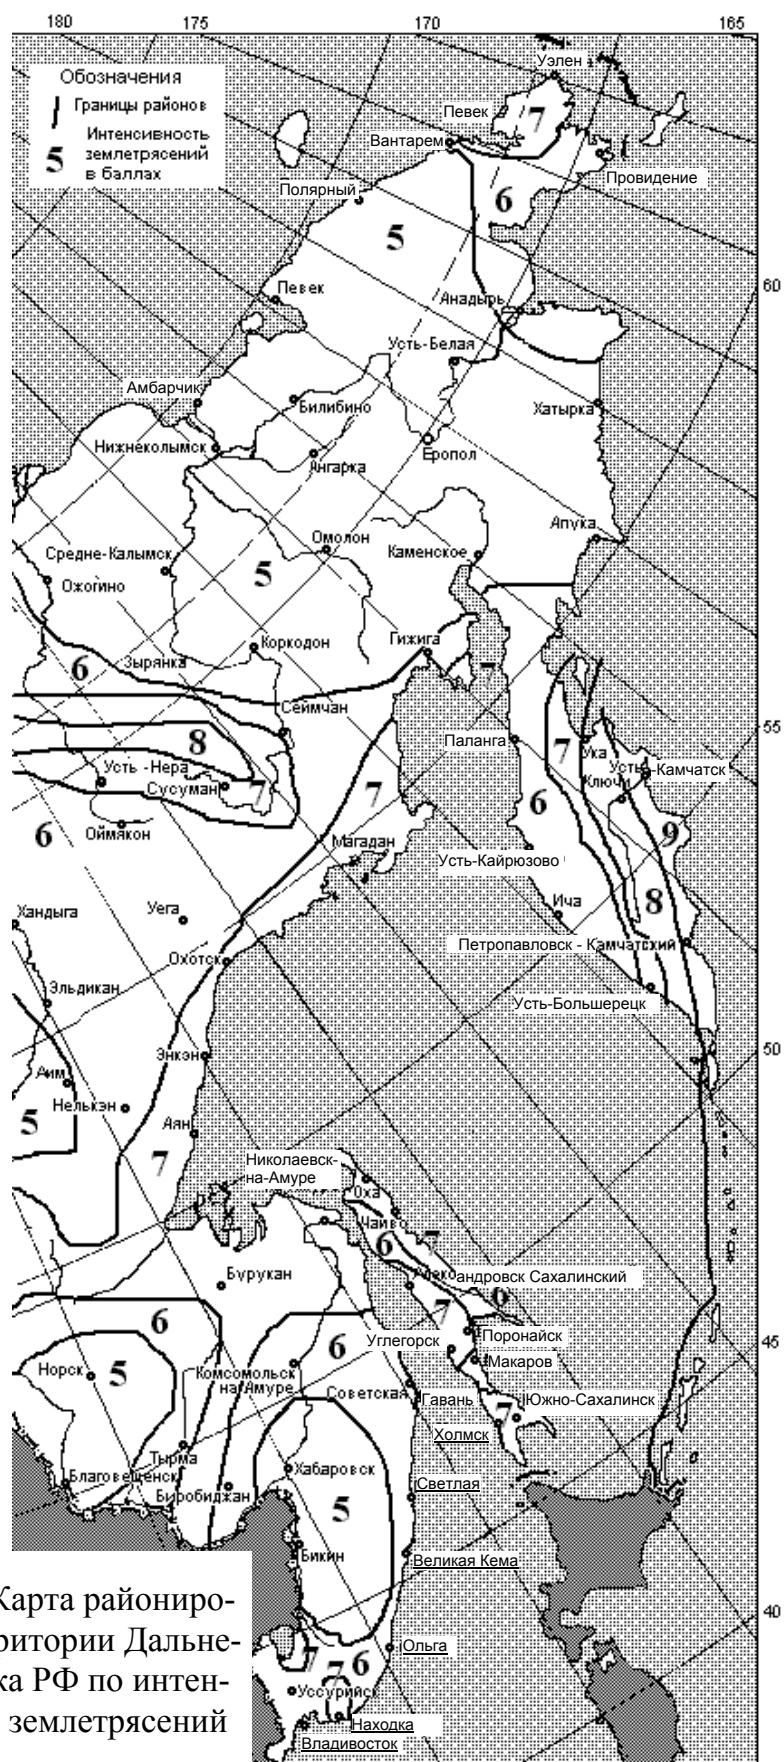 180 175 170 165
Обозначения
Границы районов
Интенсивность
5 землетрясений
в баллах
Уэлен
Певек
7
Вантарем
Провидение
Полярный
6
5
60
Певек
Анадырь
Усть-Белая
Амбарчик
Билибино
Хатырка
Нижнеколымск
Ангарка
Еропол
Апука
Омолон
Средне-Калымск
Каменское
Ожогино
5
Коркодон
Гижига
Зырянка
6
7
Сеймчан
55
8
Паланга
7
Ука
Усть-Камчатск
Усть-Нера
Ключи
Сусуман
7
7
6
Оймякон
6
Магадан
9
Усть-Кайрюзово
Уега
Ича
8
Хандыга
Петропавловск - Камчатский
Охотск
Эльдикан
Усть-Большерецк
Энкэн
50
Аим
Нелькэн
5
Аян
7
Николаевск-
на-Амуре
Оха
Чайво
6
7
Бурукан
Александровск Сахалинский
6
7
6
6
Поронайск
Углегорск
45
Макаров
Норск
5
Комсомольск
на Амуре
Советская
Гавань
7
Южно-Сахалинск
Холмск
Тырма
Хабаровск
Благовещенск
Биробиджан
Светлая
5
Бикин
Великая Кема
Карта райониро-
ритории Дальне-
ка РФ по интен-
землетрясений
40
Ольга
7
6
7
Уссурийск
Находка
Владивосток